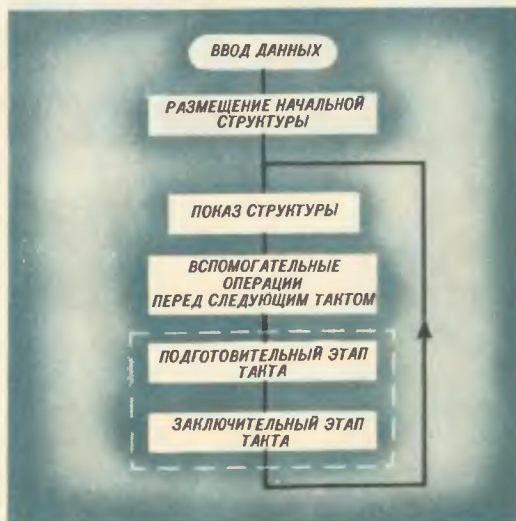 ВВОД ДАННЫХ
РАЗМЕЩЕНИЕ НАЧАЛЬНОЙ
СТРУКТУРЫ
ПОКАЗ СТРУКТУРЫ
ВСПОМОГАТЕЛЬНЫЕ
ОПЕРАЦИИ
ПЕРЕД СЛЕДУЮЩИМ ТАКТОМ
ПОДГОТОВИТЕЛЬНЫЙ ЭТАП
ТАКТА
ЗАКЛЮЧИТЕЛЬНЫЙ ЭТАП
ТАКТА